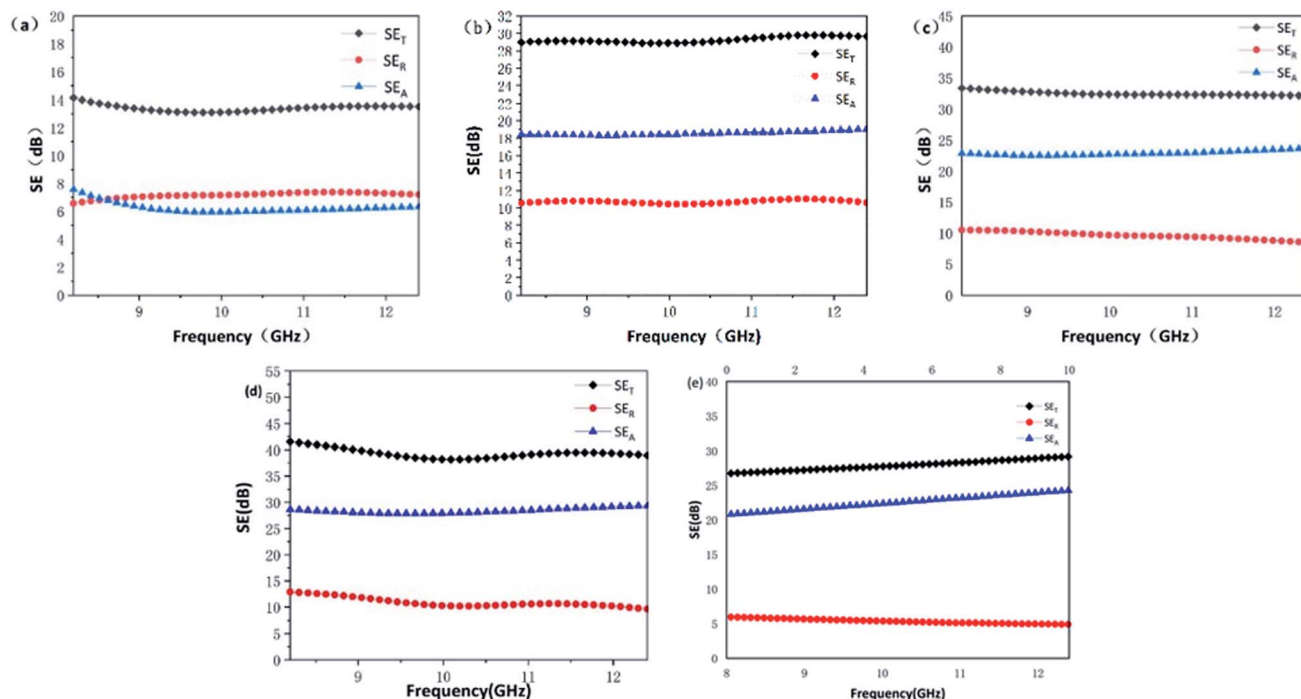 (a)
20
18
16
14
12
10
8
6
4
2
0
SE（dB）
SE_T
SE_R
SE_A
9 10 11 12
Frequency（GHz）
(b)
32
30
28
26
24
22
20
18
16
14
12
10
8
6
4
2
0
SE(dB)
SE_T
SE_R
SE_A
9 10 11 12
Frequency(GHz)
(c)
45
40
35
30
25
20
15
10
5
0
SE（dB）
SE_T
SE_R
SE_A
9 10 11 12
Frequency（GHz）
(d)
55
50
45
40
35
30
25
20
15
10
5
0
SE(dB)
SE_T
SE_R
SE_A
9 10 11 12
Frequency(GHz)
(e)
0 2 4 6 8 10
40
35
30
25
20
15
10
5
0
SE(dB)
SE_T
SE_R
SE_A
8 9 10 11 12
Frequency(GHz)